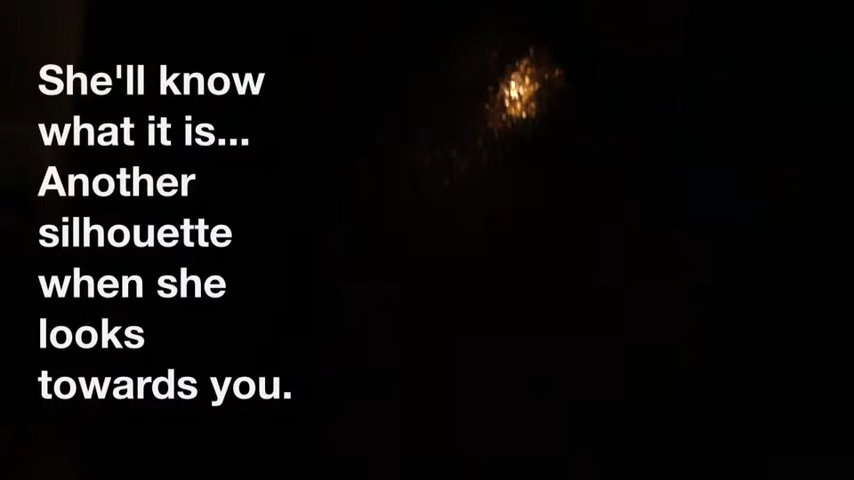 She'll know
what it is...
Another
silhouette
when she
looks
towards you.